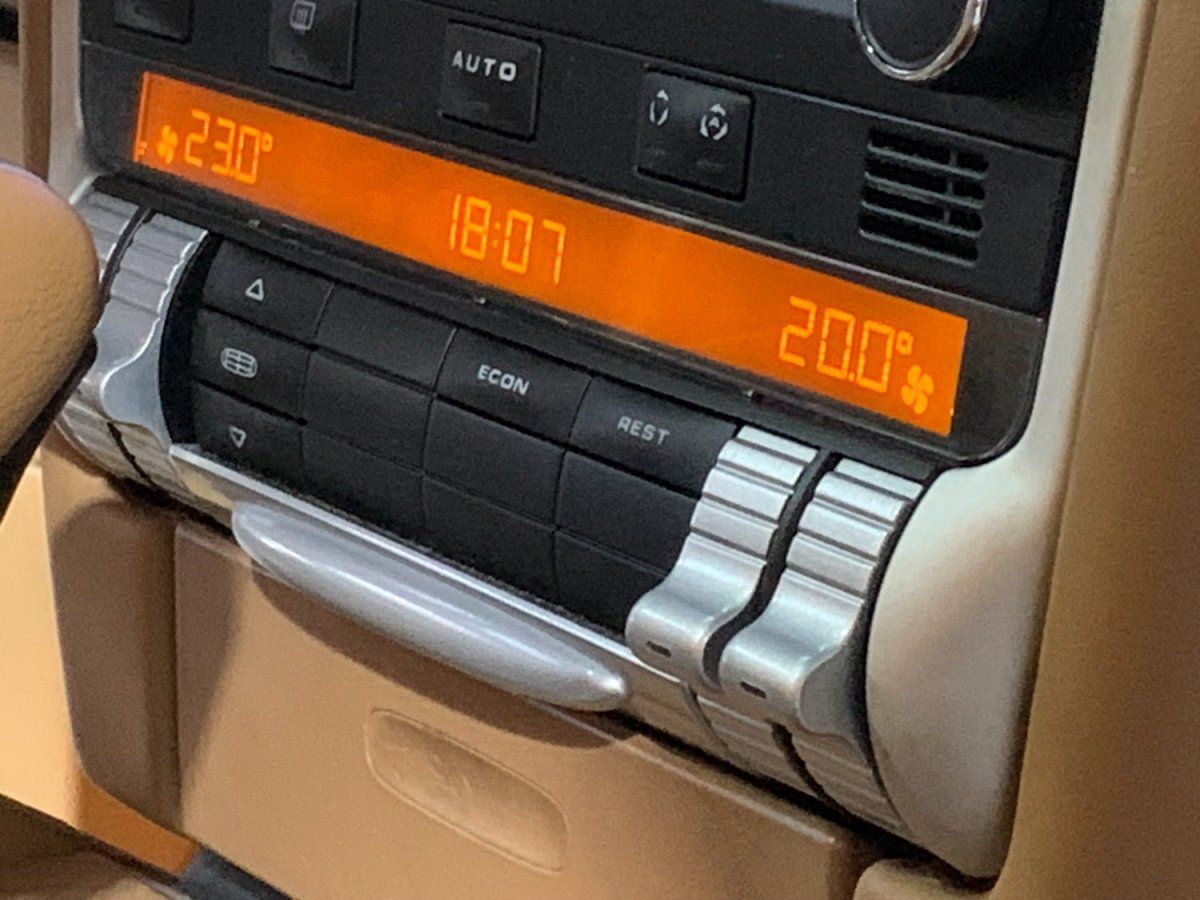 AUTO
A
23.0°
18:07
20.0°
ECON
REST